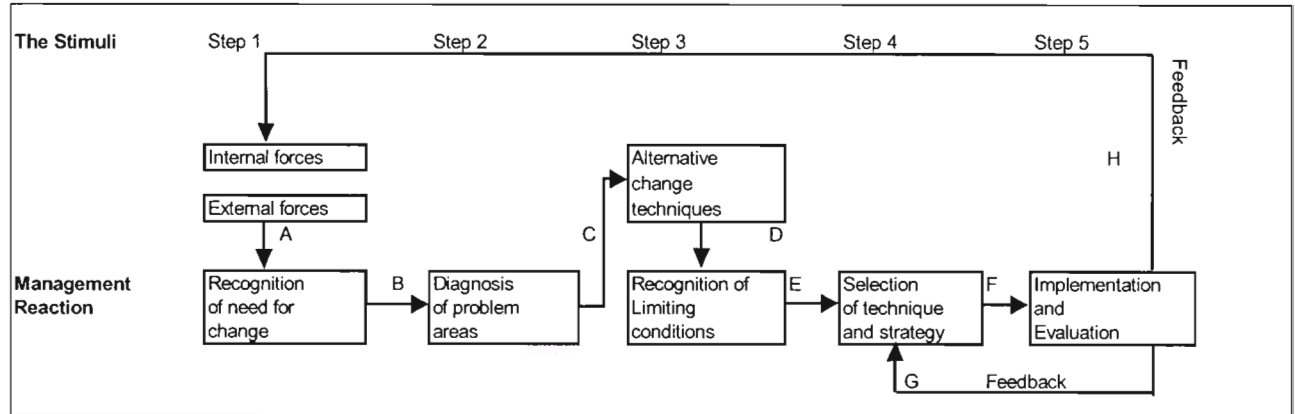 The Stimuli Step 1 Step 2 Step 3 Step 4 Step 5
Feedback
Internal forces
External forces
A
Alternative
change
techniques
H
C
D
Management
Reaction
Recognition
of need for
change
B
Diagnosis
of problem
areas
Recognition of
Limiting
conditions
E
Selection
of technique
and strategy
F
Implementation
and
Evaluation
G Feedback